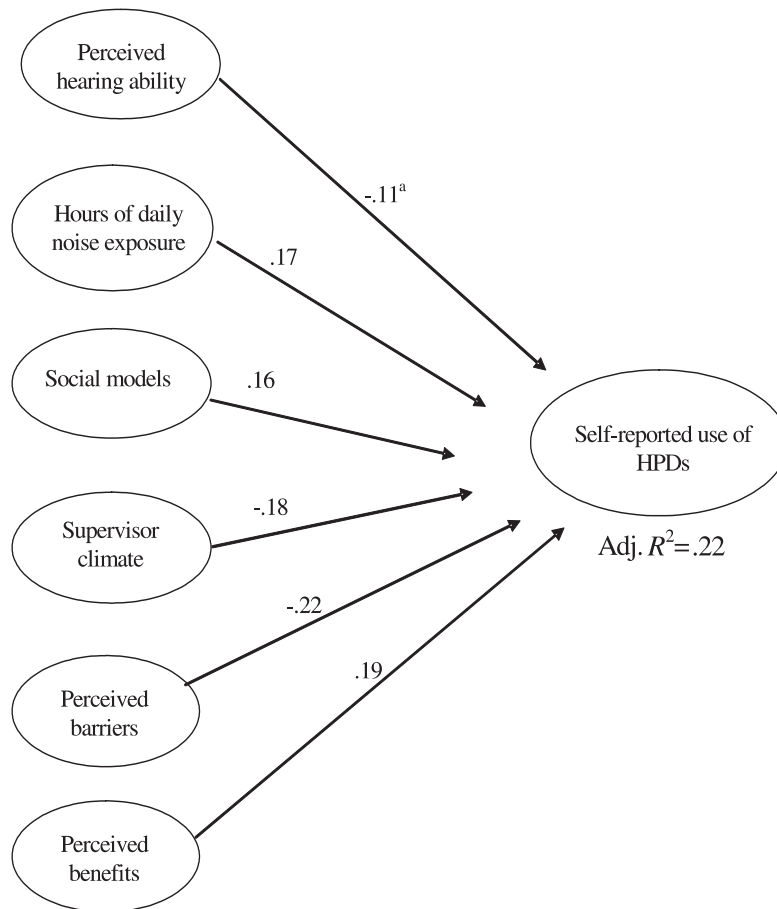 Perceived
hearing ability
-.11ᵃ
Hours of daily
noise exposure
.17
Social models
.16
Self-reported use of
HPDs
Adj. R²=.22
Supervisor
climate
-.18
Perceived
barriers
-.22
Perceived
benefits
.19